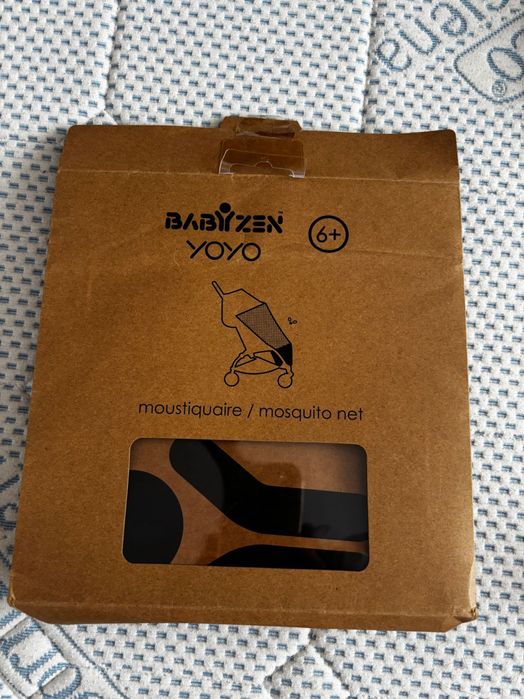 BABYZEN
YOYO
6+
moustiquaire / mosquito net